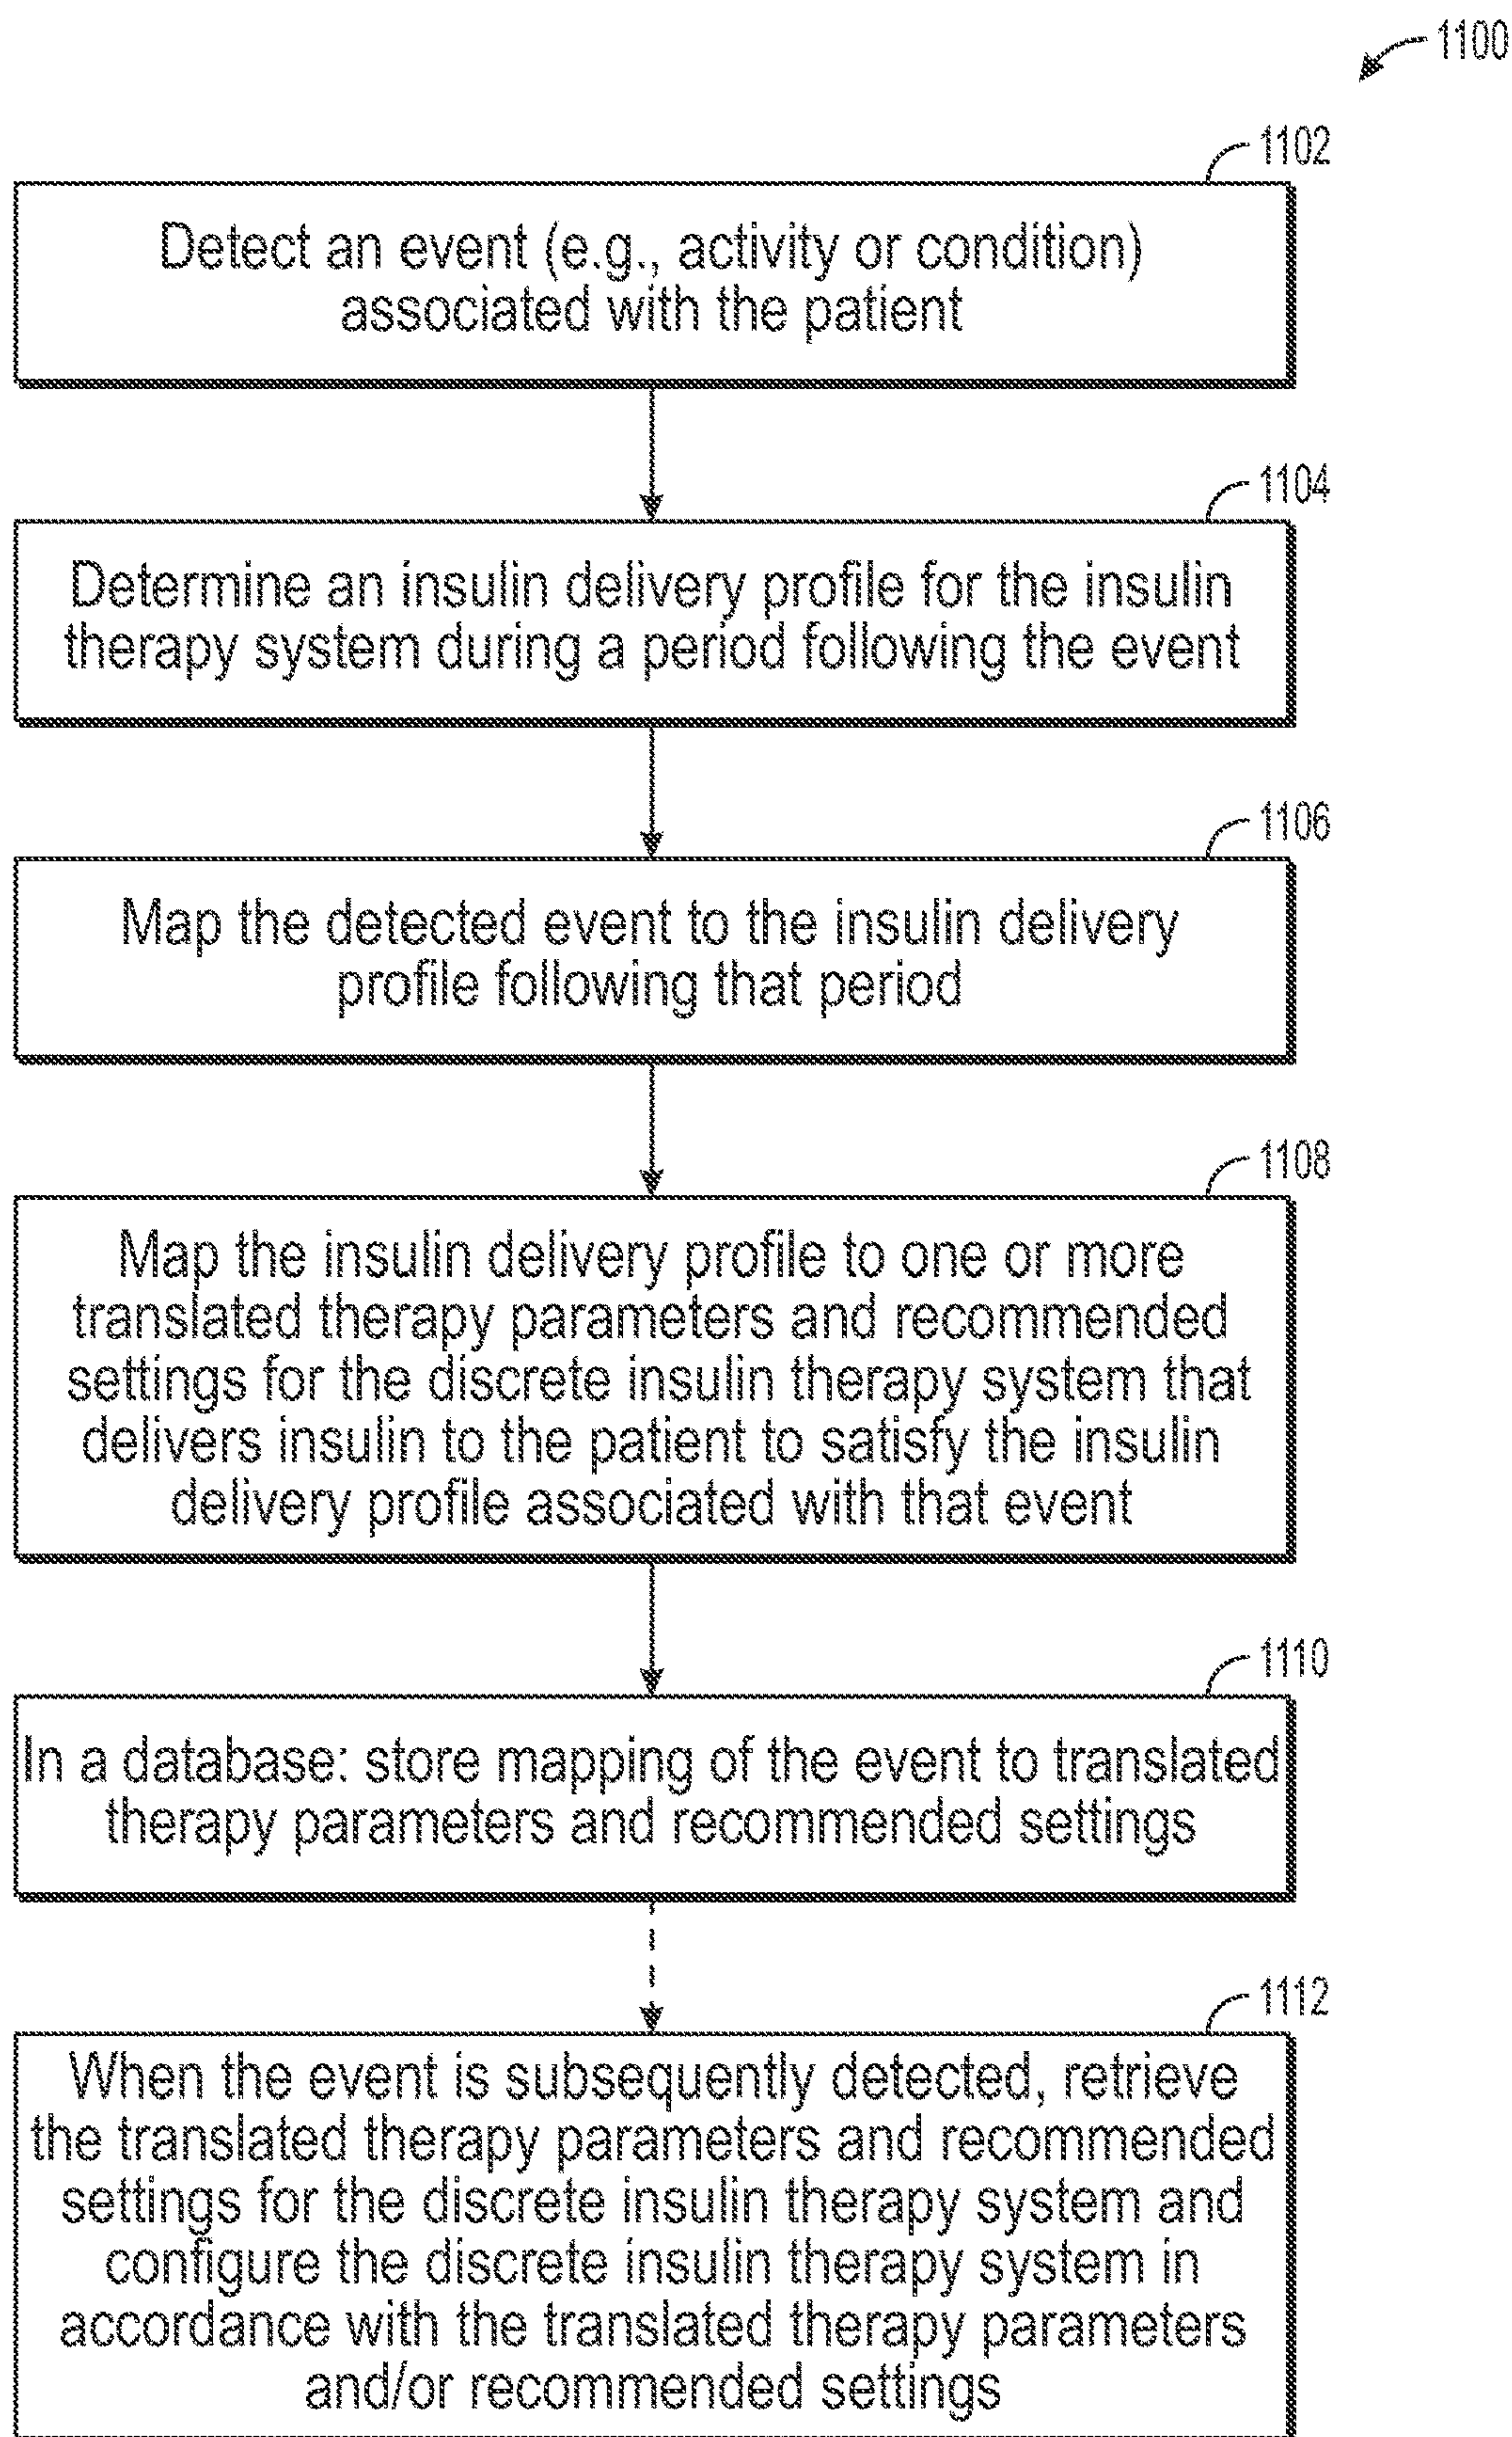 1100
1102
Detect an event (e.g., activity or condition)
associated with the patient
1104
Determine an insulin delivery profile for the insulin
therapy system during a period following the event
1106
Map the detected event to the insulin delivery
profile following that period
1108
Map the insulin delivery profile to one or more
translated therapy parameters and recommended
settings for the discrete insulin therapy system that
delivers insulin to the patient to satisfy the insulin
delivery profile associated with that event
1110
In a database: store mapping of the event to translated
therapy parameters and recommended settings
1112
When the event is subsequently detected, retrieve
the translated therapy parameters and recommended
settings for the discrete insulin therapy system and
configure the discrete insulin therapy system in
accordance with the translated therapy parameters
and/or recommended settings